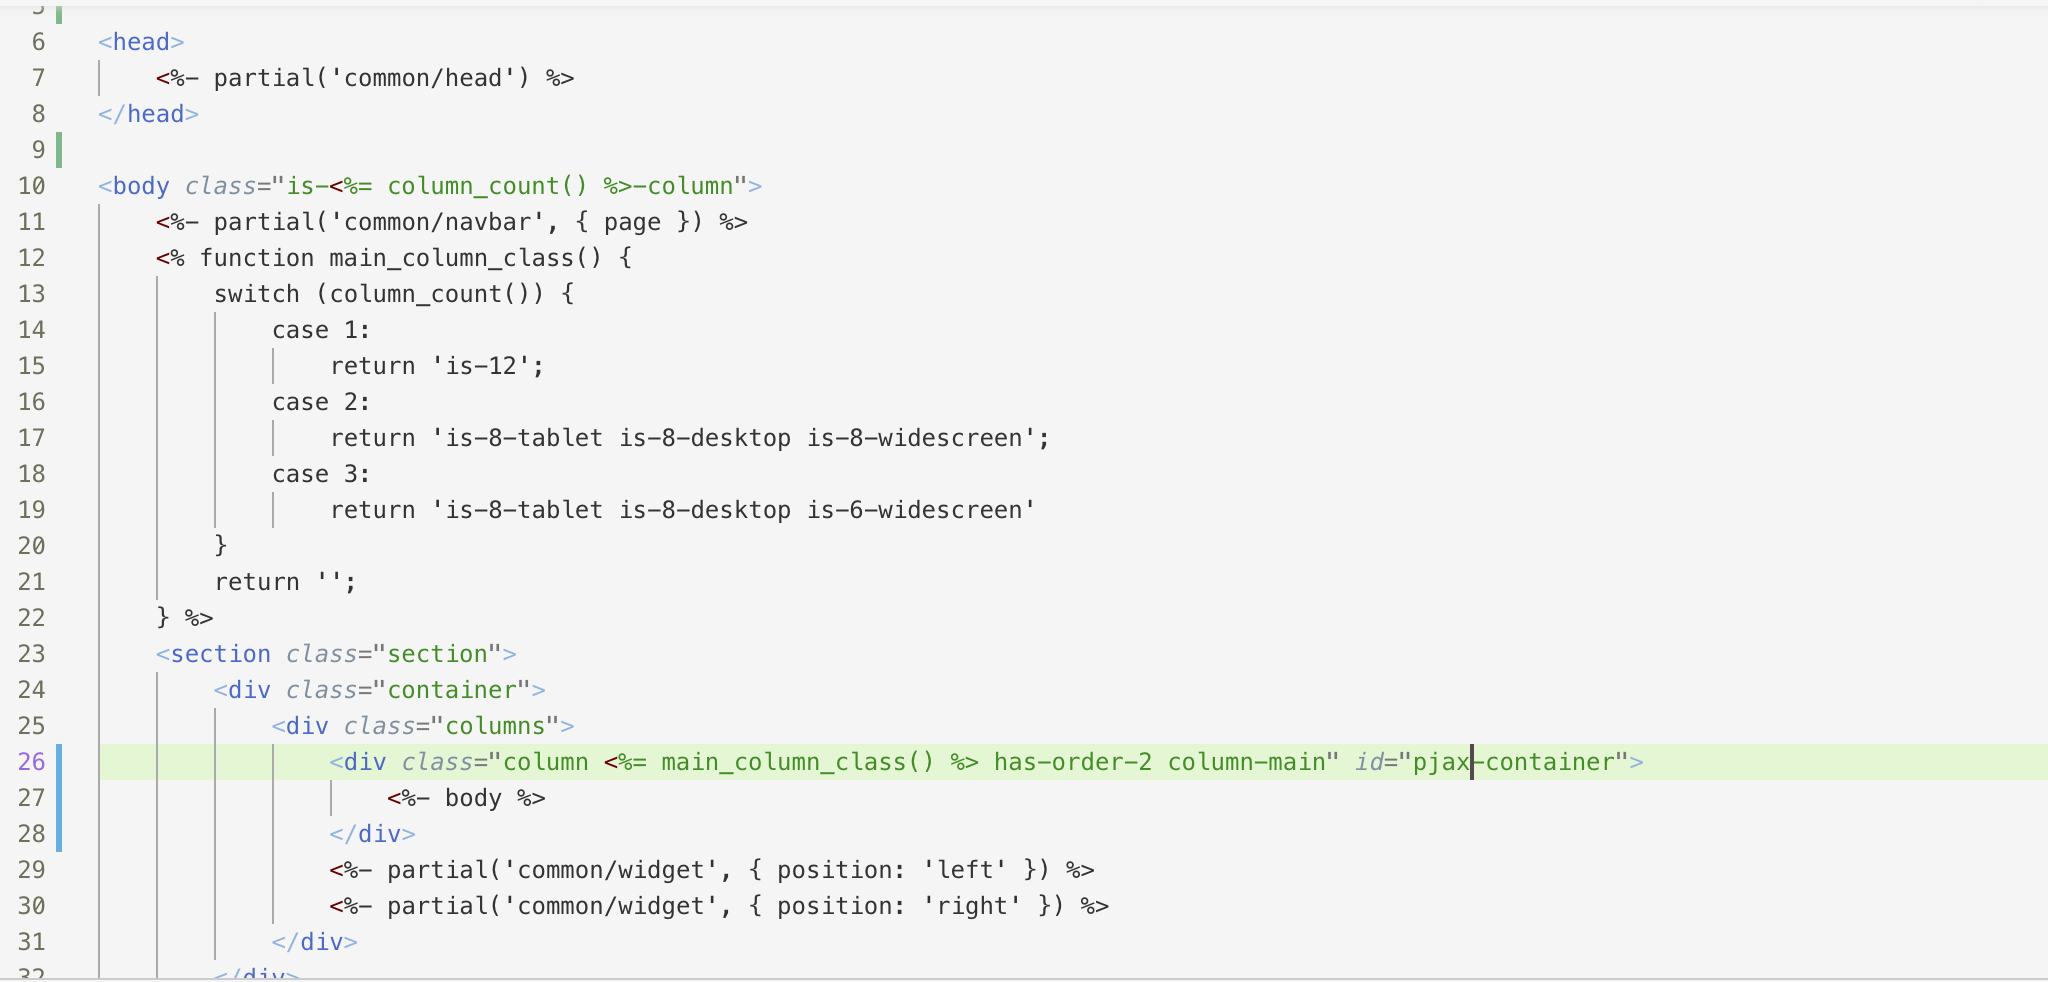 5
6 <head>
7 <%- partial('common/head') %>
8 </head>
9
10 <body class="is-<%= column_count() %>-column">
11 <%- partial('common/navbar', { page }) %>
12 <% function main_column_class() {
13 switch (column_count()) {
14 case 1:
15 return 'is-12';
16 case 2:
17 return 'is-8-tablet is-8-desktop is-8-widescreen';
18 case 3:
19 return 'is-8-tablet is-8-desktop is-6-widescreen'
20 }
21 return '';
22 } %>
23 <section class="section">
24 <div class="container">
25 <div class="columns">
26 <div class="column <%= main_column_class() %> has-order-2 column-main" id="pjax-container">
27 <%- body %>
28 </div>
29 <%- partial('common/widget', { position: 'left' }) %>
30 <%- partial('common/widget', { position: 'right' }) %>
31 </div>
32 </div>